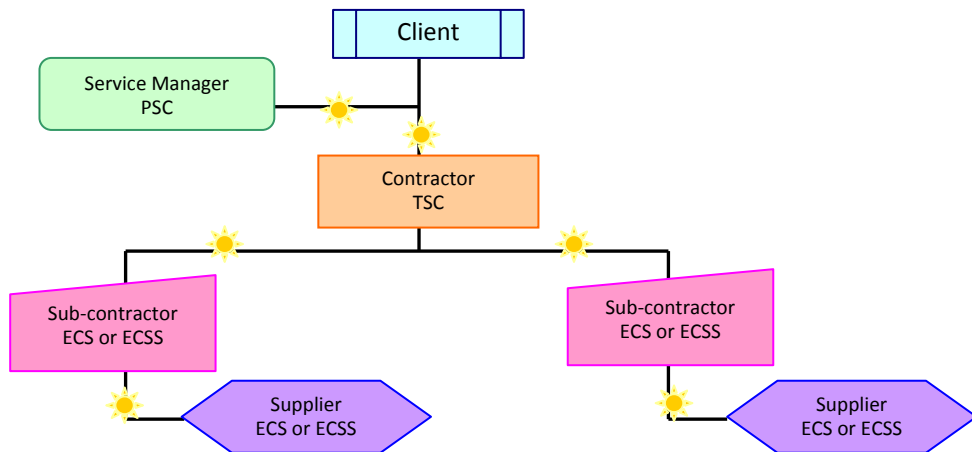 Client
Service Manager
PSC
Contractor
TSC
Sub-contractor
ECS or ECSS
Sub-contractor
ECS or ECSS
Supplier
ECS or ECSS
Supplier
ECS or ECSS